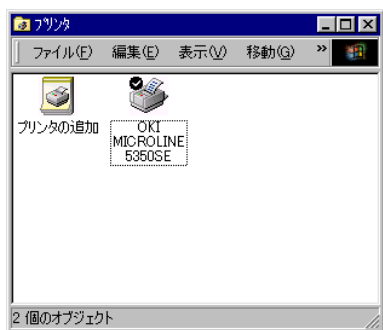 プリンタ
ファイル(F) 編集(E) 表示(V) 移動(G) »
プリンタの追加
OKI
MICROLINE
5350SE
2 個のオブジェクト